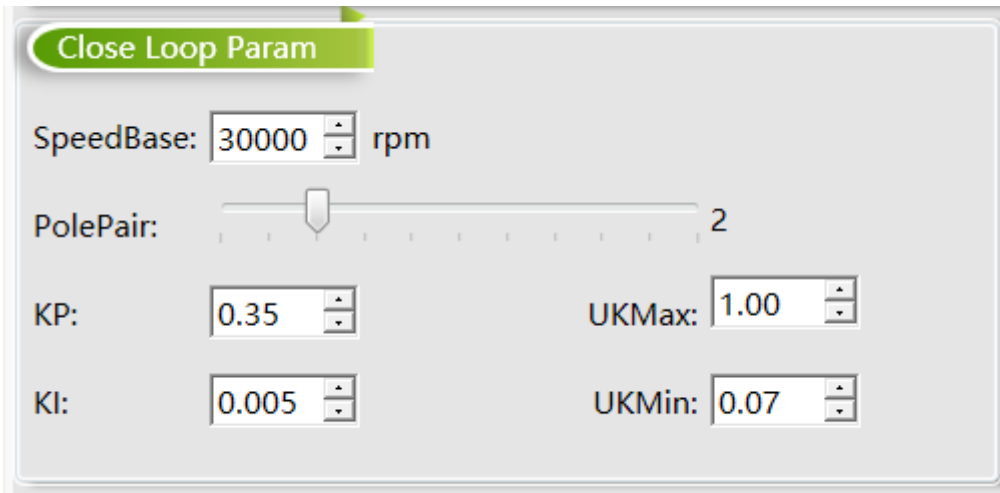 Close Loop Param
SpeedBase: 30000 rpm
PolePair: 2
KP: 0.35 UKMax: 1.00
KI: 0.005 UKMin: 0.07